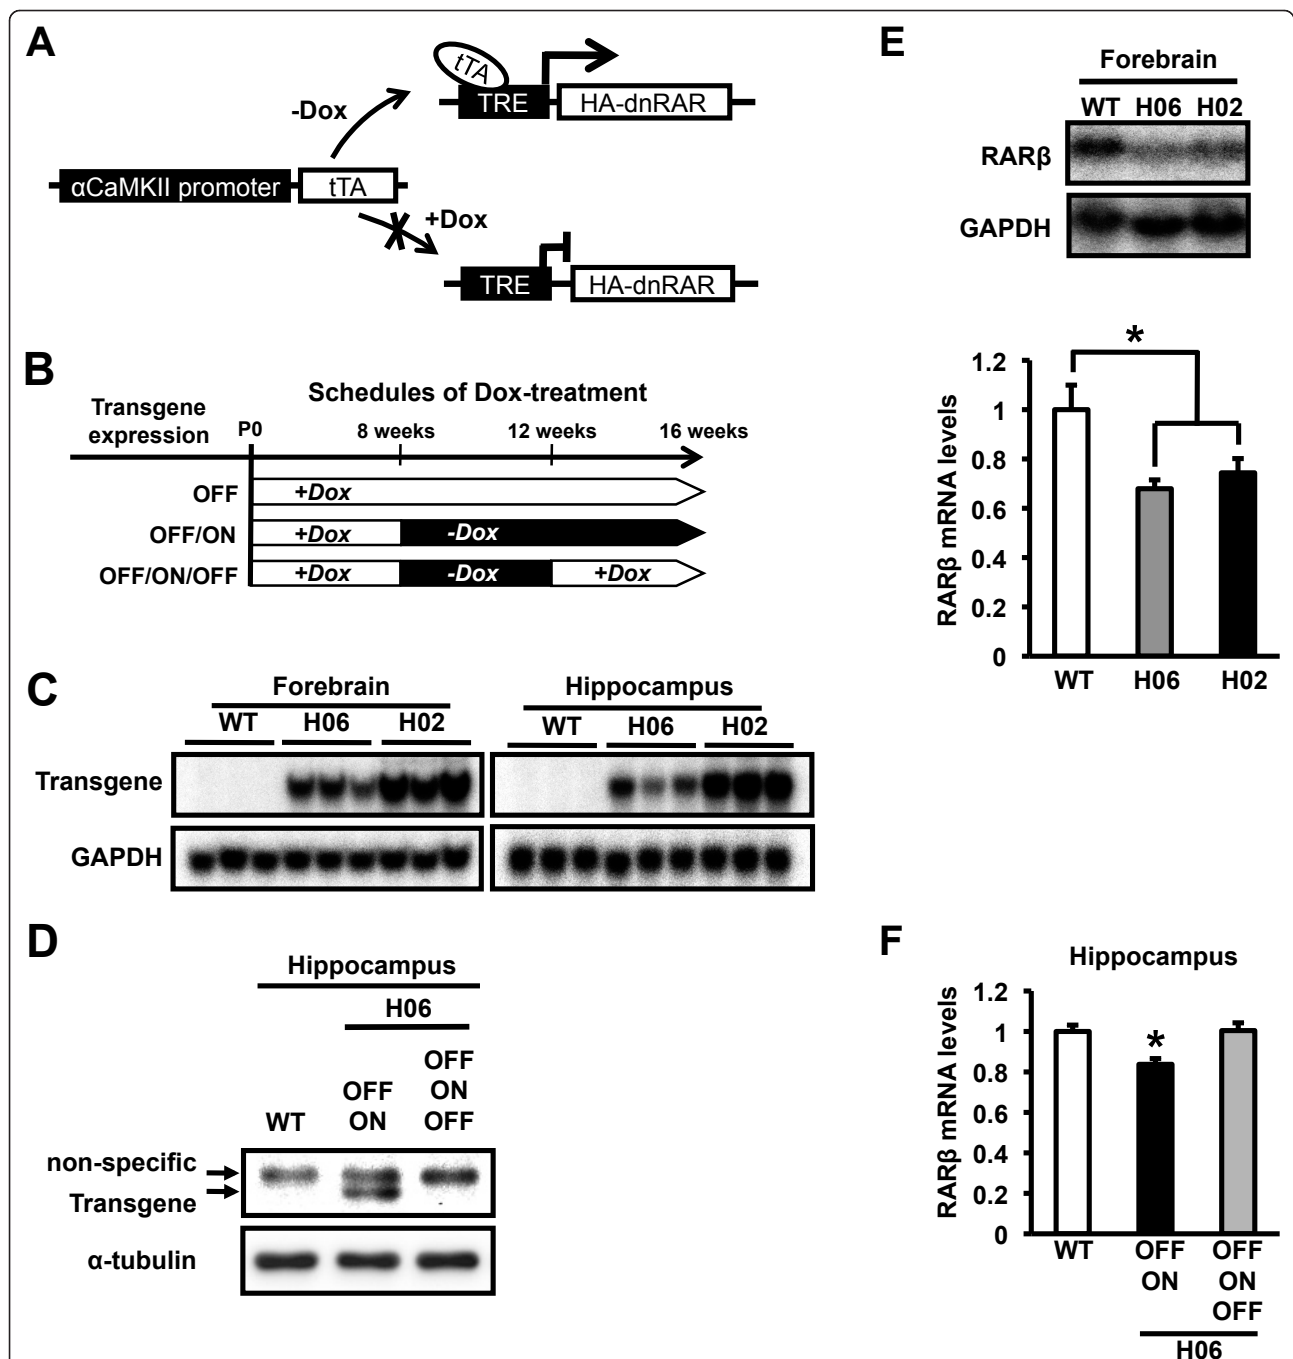 A
tTA
TRE
HA-dnRAR
-Dox
αCaMKII promoter
tTA
+Dox
TRE
HA-dnRAR
B
Schedules of Dox-treatment
Transgene
expression
P0
8 weeks
12 weeks
16 weeks
OFF
+Dox
OFF/ON
+Dox
-Dox
OFF/ON/OFF
+Dox
-Dox
+Dox
C
Forebrain
Hippocampus
WT
H06
H02
WT
H06
H02
Transgene
GAPDH
D
Hippocampus
H06
WT
OFF
ON
OFF
ON
OFF
non-specific
Transgene
α-tubulin
E
Forebrain
WT
H06
H02
RARβ
GAPDH
*
RARβ mRNA levels
1.2
1
0.8
0.6
0.4
0.2
0
WT
H06
H02
F
Hippocampus
RARβ mRNA levels
1.2
1
0.8
0.6
0.4
0.2
0
*
WT
OFF
ON
OFF
ON
OFF
H06